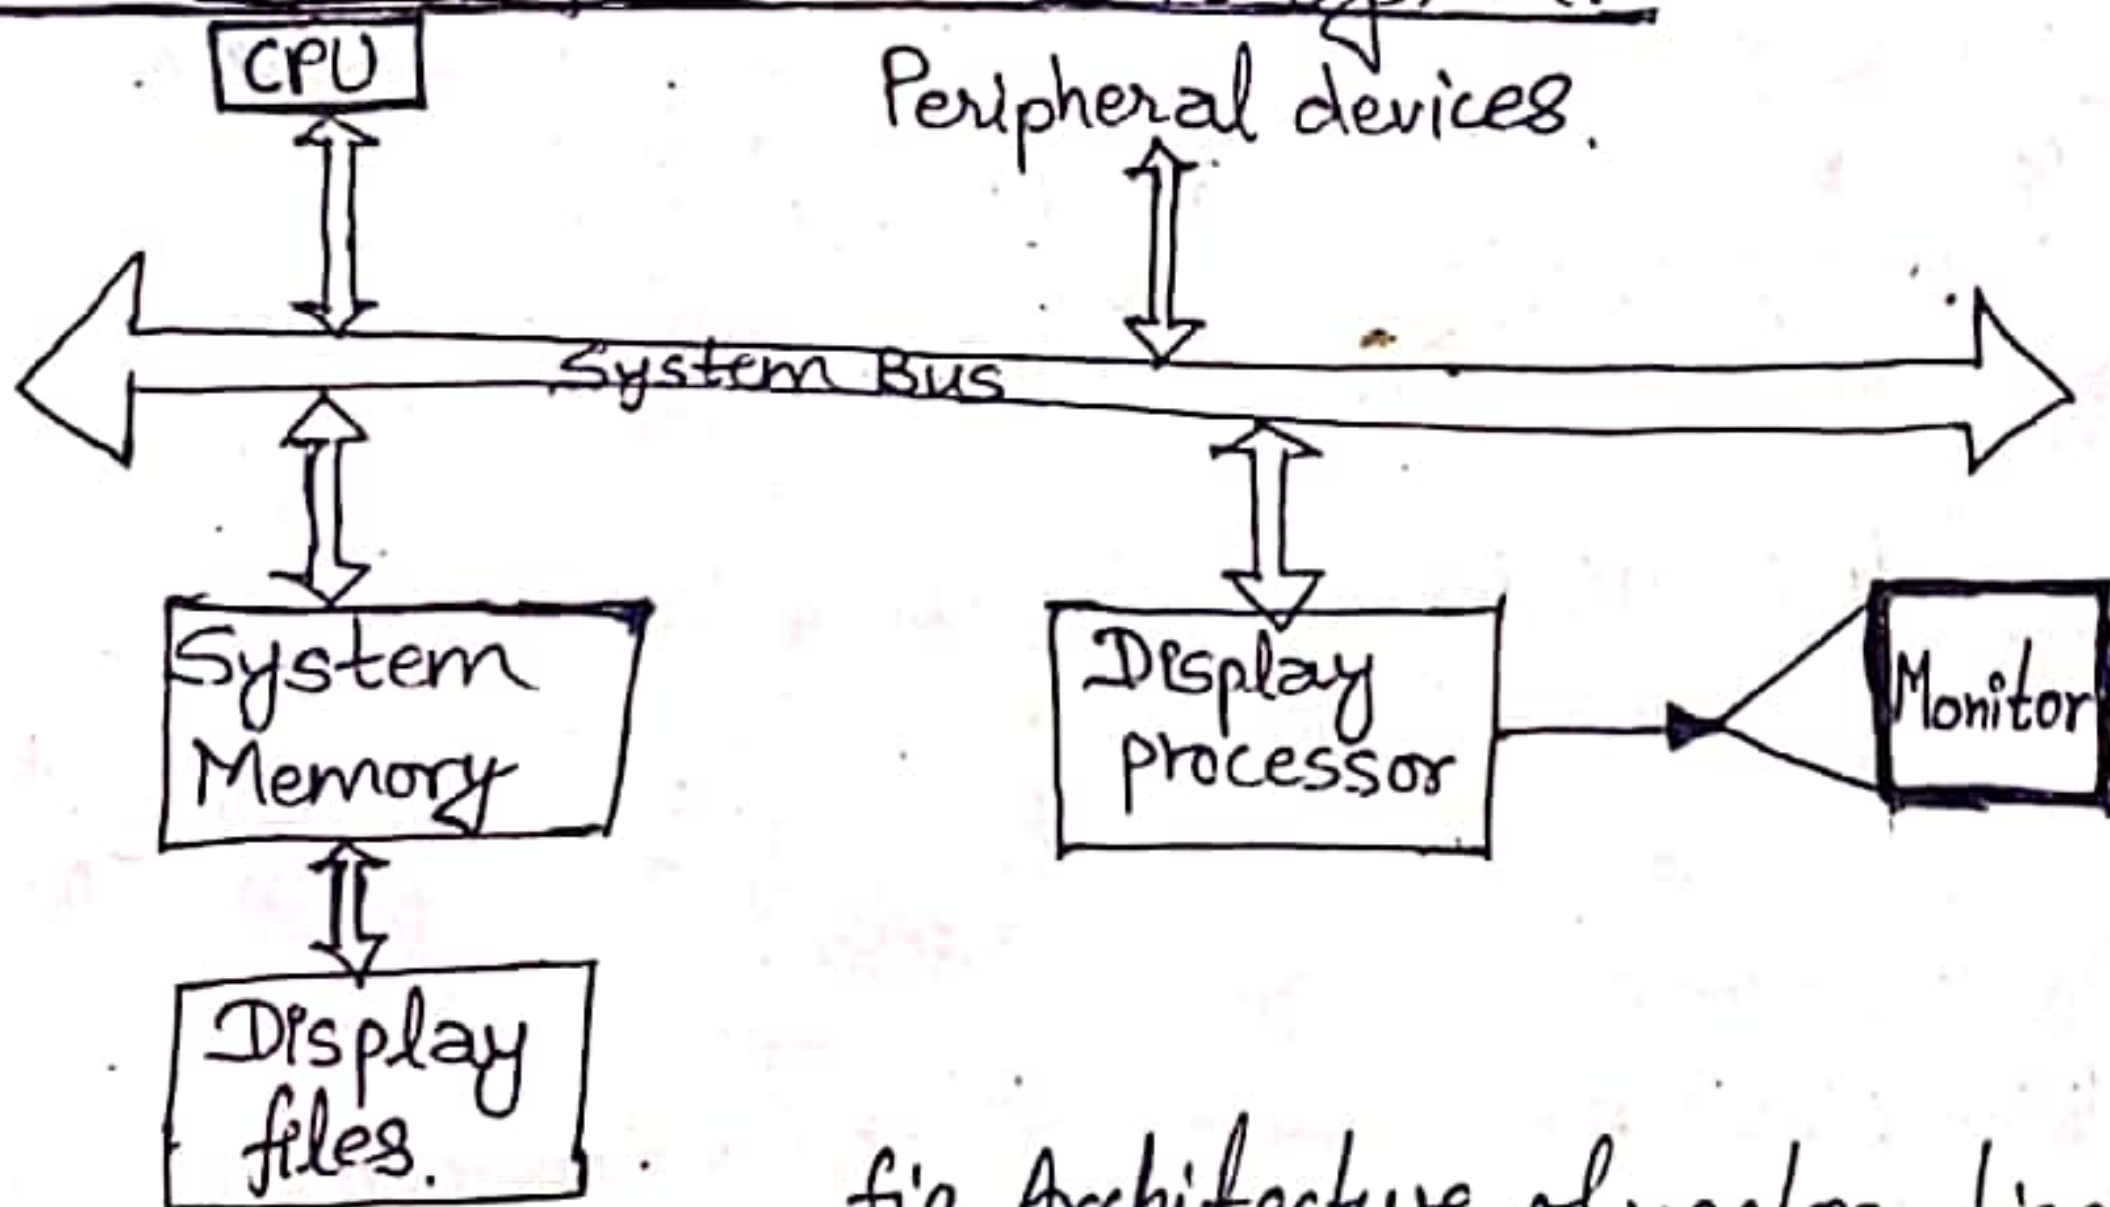 CPU
Peripheral devices.
System Bus
System
Memory
Display
processor
Monitor
Display
files.
fig Architecture of vector